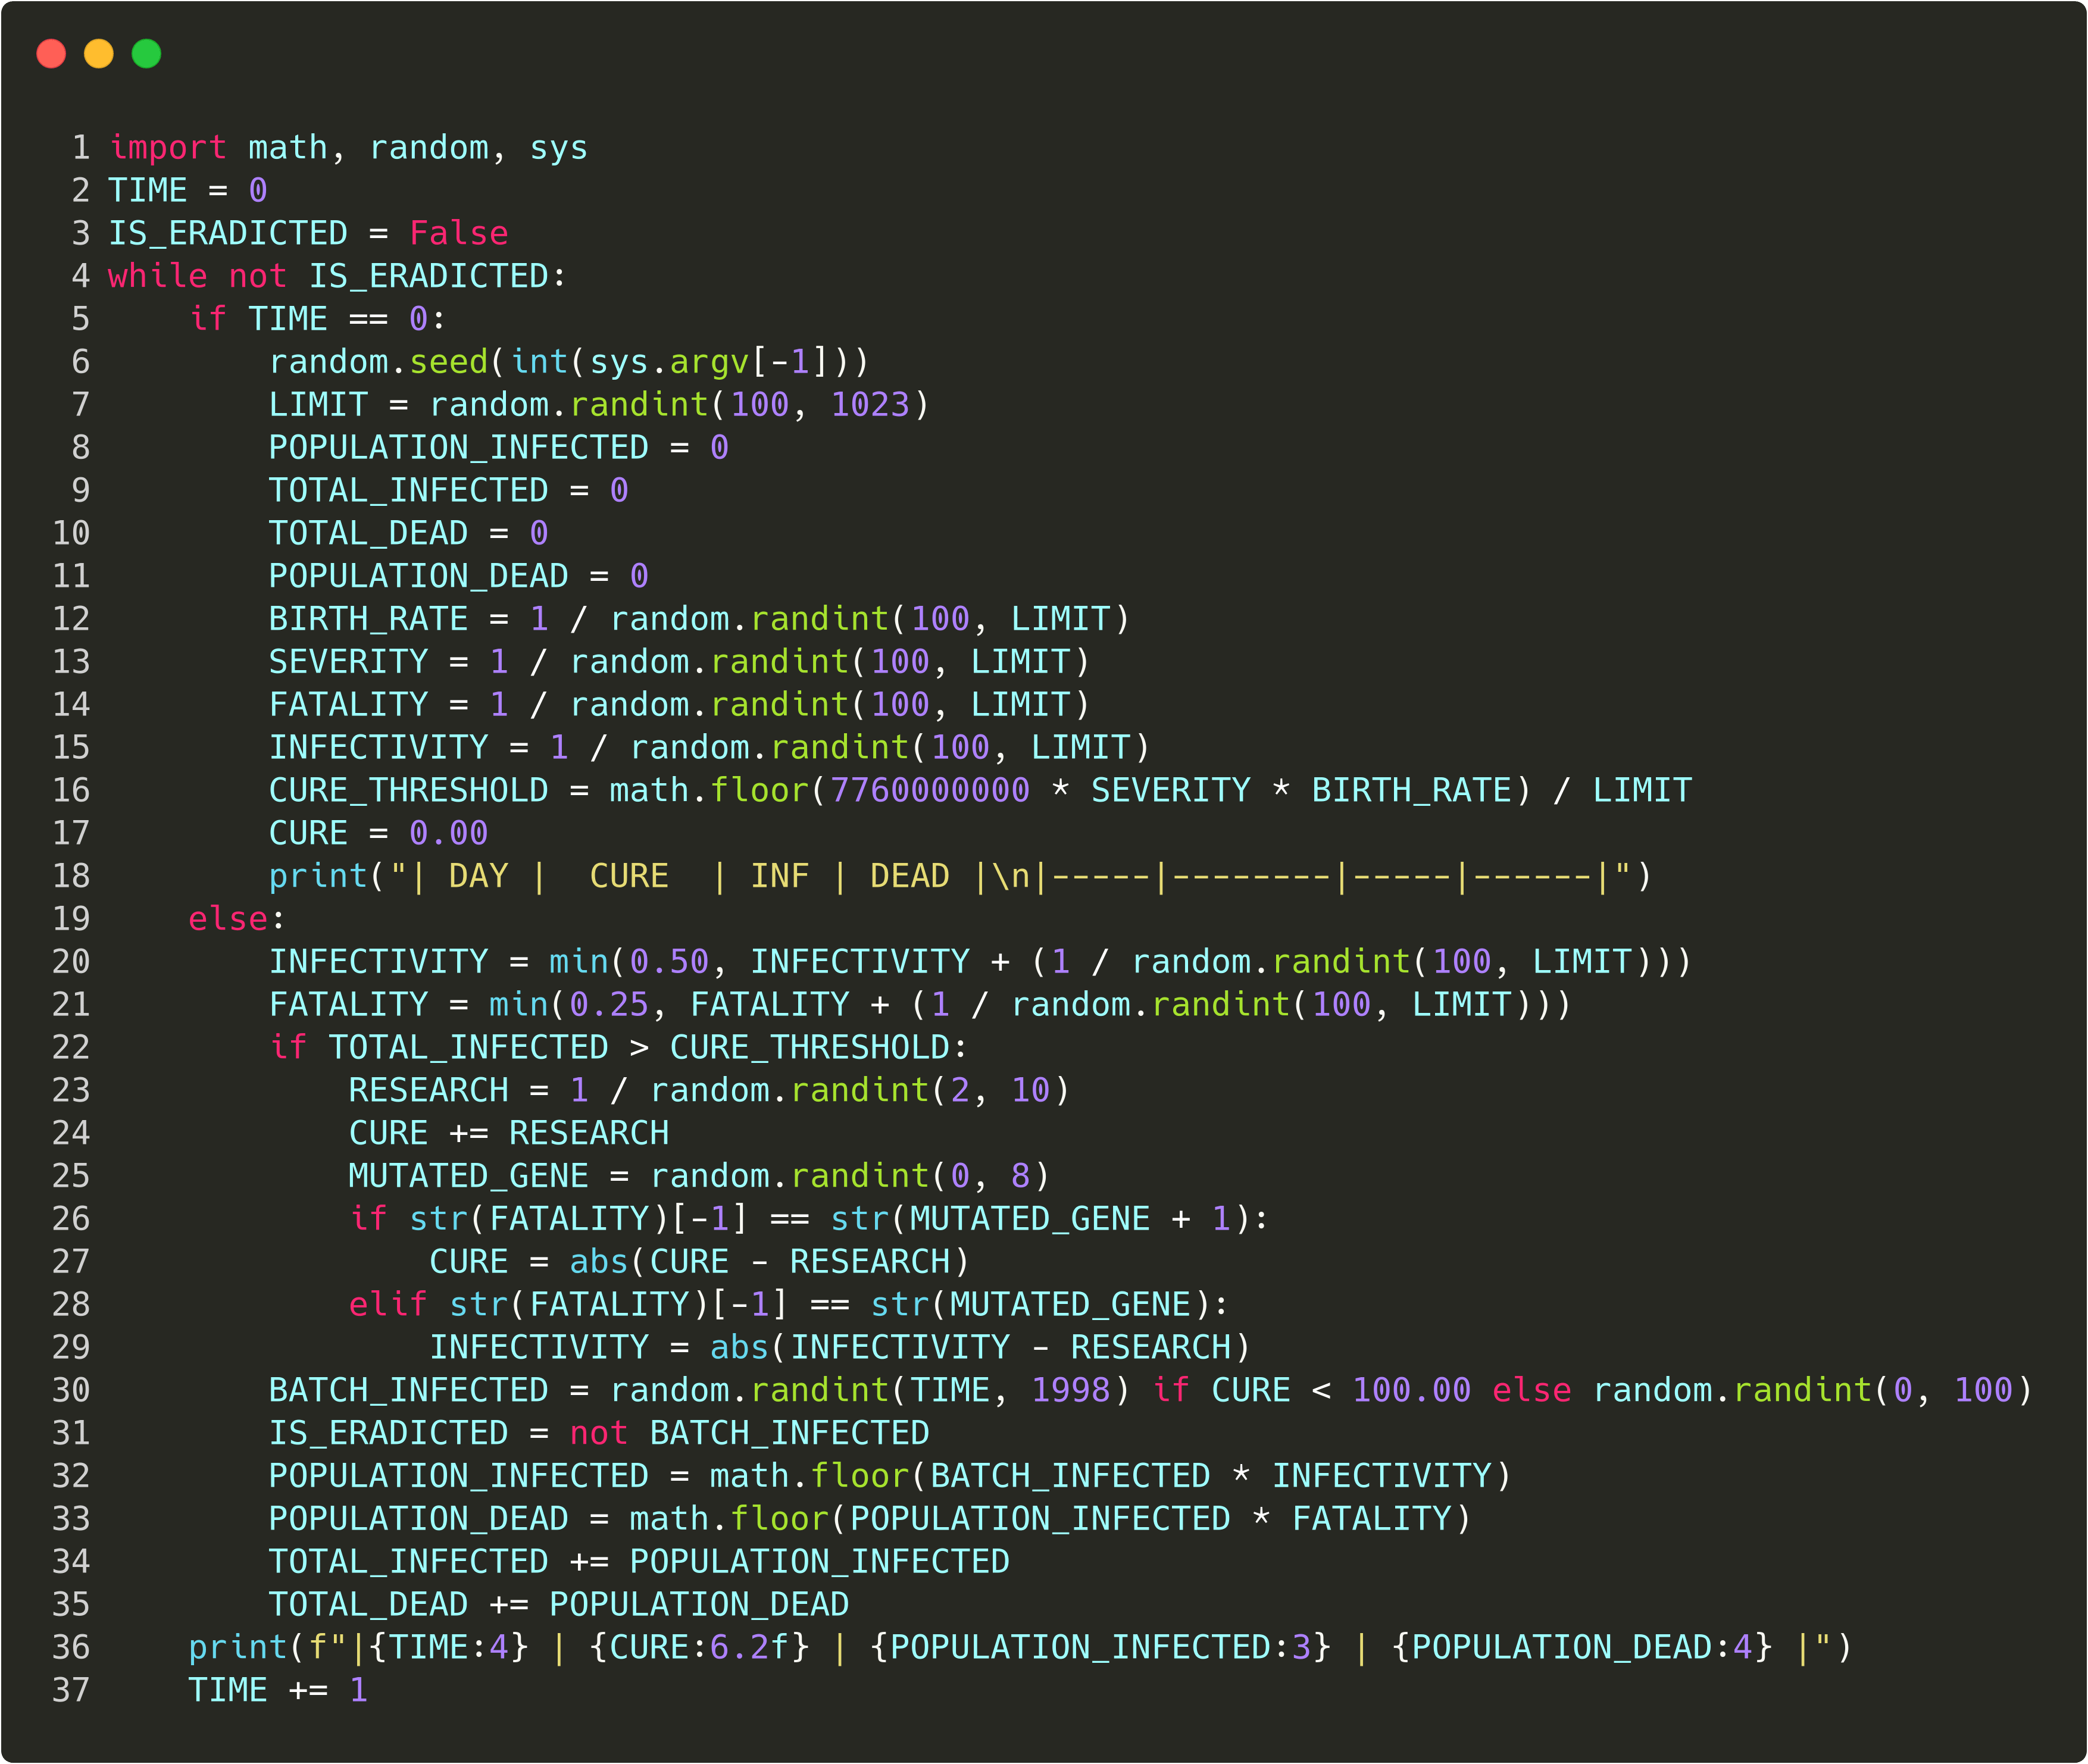 1 import math, random, sys
2 TIME = 0
3 IS_ERADICTED = False
4 while not IS_ERADICTED:
5     if TIME == 0:
6         random.seed(int(sys.argv[-1]))
7         LIMIT = random.randint(100, 1023)
8         POPULATION_INFECTED = 0
9         TOTAL_INFECTED = 0
10         TOTAL_DEAD = 0
11         POPULATION_DEAD = 0
12         BIRTH_RATE = 1 / random.randint(100, LIMIT)
13         SEVERITY = 1 / random.randint(100, LIMIT)
14         FATALITY = 1 / random.randint(100, LIMIT)
15         INFECTIVITY = 1 / random.randint(100, LIMIT)
16         CURE_THRESHOLD = math.floor(7760000000 * SEVERITY * BIRTH_RATE) / LIMIT
17         CURE = 0.00
18         print("| DAY |  CURE  | INF | DEAD |\n|-----|--------|-----|------|")
19     else:
20         INFECTIVITY = min(0.50, INFECTIVITY + (1 / random.randint(100, LIMIT)))
21         FATALITY = min(0.25, FATALITY + (1 / random.randint(100, LIMIT)))
22         if TOTAL_INFECTED > CURE_THRESHOLD:
23             RESEARCH = 1 / random.randint(2, 10)
24             CURE += RESEARCH
25             MUTATED_GENE = random.randint(0, 8)
26             if str(FATALITY)[-1] == str(MUTATED_GENE + 1):
27                 CURE = abs(CURE - RESEARCH)
28             elif str(FATALITY)[-1] == str(MUTATED_GENE):
29                 INFECTIVITY = abs(INFECTIVITY - RESEARCH)
30         BATCH_INFECTED = random.randint(TIME, 1998) if CURE < 100.00 else random.randint(0, 100)
31         IS_ERADICTED = not BATCH_INFECTED
32         POPULATION_INFECTED = math.floor(BATCH_INFECTED * INFECTIVITY)
33         POPULATION_DEAD = math.floor(POPULATION_INFECTED * FATALITY)
34         TOTAL_INFECTED += POPULATION_INFECTED
35         TOTAL_DEAD += POPULATION_DEAD
36     print(f"|{TIME:4} | {CURE:6.2f} | {POPULATION_INFECTED:3} | {POPULATION_DEAD:4} |")
37     TIME += 1